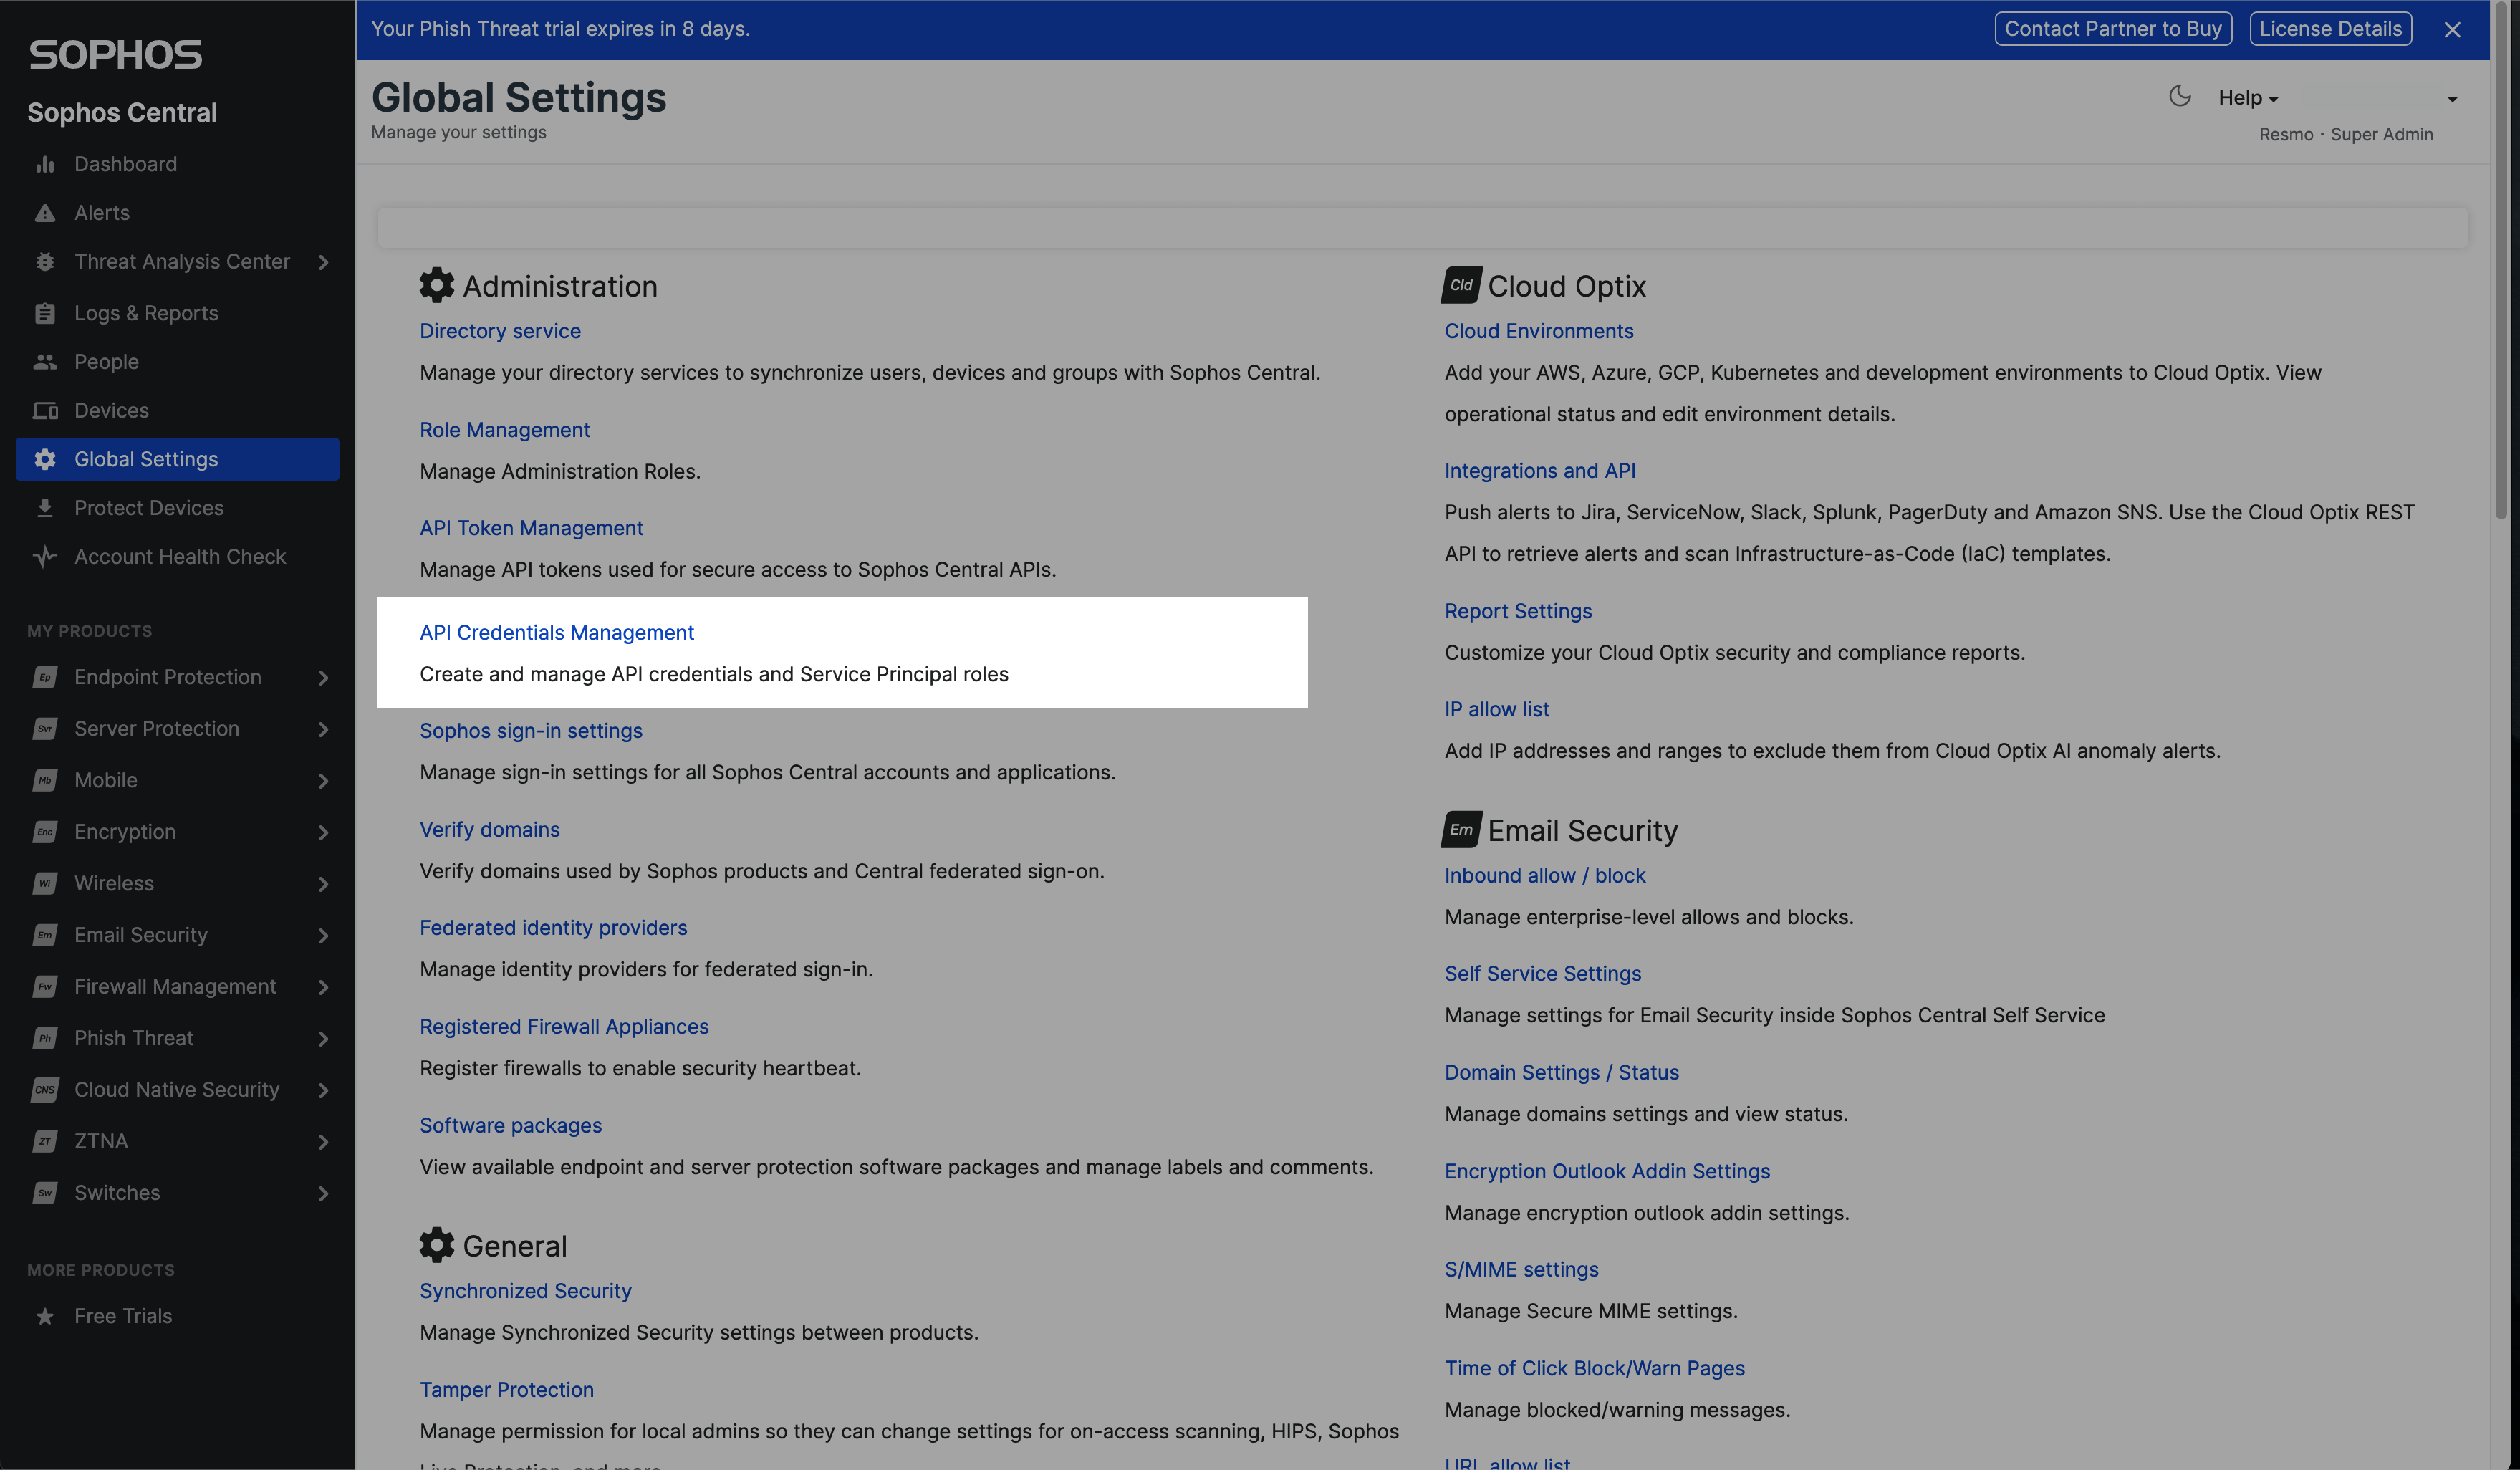 SOPHOS
Sophos Central
Dashboard
Alerts
Threat Analysis Center
Logs & Reports
People
Devices
Global Settings
Protect Devices
Account Health Check
MY PRODUCTS
Ep
Endpoint Protection
Svr
Server Protection
Mb
Mobile
Enc
Encryption
Wi
Wireless
Em
Email Security
Fw
Firewall Management
Ph
Phish Threat
CNS
Cloud Native Security
ZT
ZTNA
Sw
Switches
MORE PRODUCTS
Free Trials
Your Phish Threat trial expires in 8 days.
Contact Partner to Buy
License Details
Global Settings
Manage your settings
Help
Resmo • Super Admin
Administration
Directory service
Manage your directory services to synchronize users, devices and groups with Sophos Central.
Role Management
Manage Administration Roles.
API Token Management
Manage API tokens used for secure access to Sophos Central APIs.
API Credentials Management
Create and manage API credentials and Service Principal roles
Sophos sign-in settings
Manage sign-in settings for all Sophos Central accounts and applications.
Verify domains
Verify domains used by Sophos products and Central federated sign-on.
Federated identity providers
Manage identity providers for federated sign-in.
Registered Firewall Appliances
Register firewalls to enable security heartbeat.
Software packages
View available endpoint and server protection software packages and manage labels and comments.
General
Synchronized Security
Manage Synchronized Security settings between products.
Tamper Protection
Manage permission for local admins so they can change settings for on-access scanning, HIPS, Sophos
Live Protection, and more.
Cld
Cloud Optix
Cloud Environments
Add your AWS, Azure, GCP, Kubernetes and development environments to Cloud Optix. View
operational status and edit environment details.
Integrations and API
Push alerts to Jira, ServiceNow, Slack, Splunk, PagerDuty and Amazon SNS. Use the Cloud Optix REST
API to retrieve alerts and scan Infrastructure-as-Code (IaC) templates.
Report Settings
Customize your Cloud Optix security and compliance reports.
IP allow list
Add IP addresses and ranges to exclude them from Cloud Optix AI anomaly alerts.
Em
Email Security
Inbound allow / block
Manage enterprise-level allows and blocks.
Self Service Settings
Manage settings for Email Security inside Sophos Central Self Service
Domain Settings / Status
Manage domains settings and view status.
Encryption Outlook Addin Settings
Manage encryption outlook addin settings.
S/MIME settings
Manage Secure MIME settings.
Time of Click Block/Warn Pages
Manage blocked/warning messages.
URL allow list